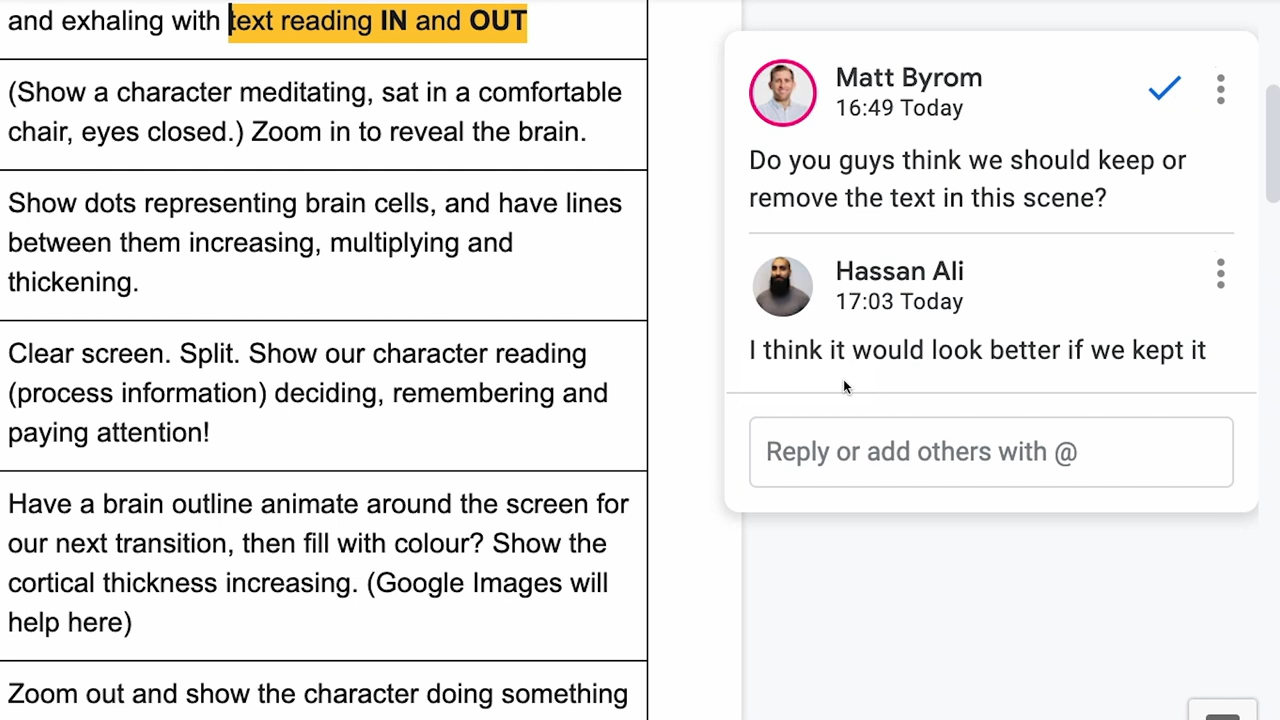 and exhaling with text reading IN and OUT
(Show a character meditating, sat in a comfortable
chair, eyes closed.) Zoom in to reveal the brain.
Show dots representing brain cells, and have lines
between them increasing, multiplying and
thickening.
Clear screen. Split. Show our character reading
(process information) deciding, remembering and
paying attention!
Have a brain outline animate around the screen for
our next transition, then fill with colour? Show the
cortical thickness increasing. (Google Images will
help here)
Zoom out and show the character doing something
Matt Byrom
16:49 Today
Do you guys think we should keep or
remove the text in this scene?
Hassan Ali
17:03 Today
I think it would look better if we kept it
Reply or add others with @